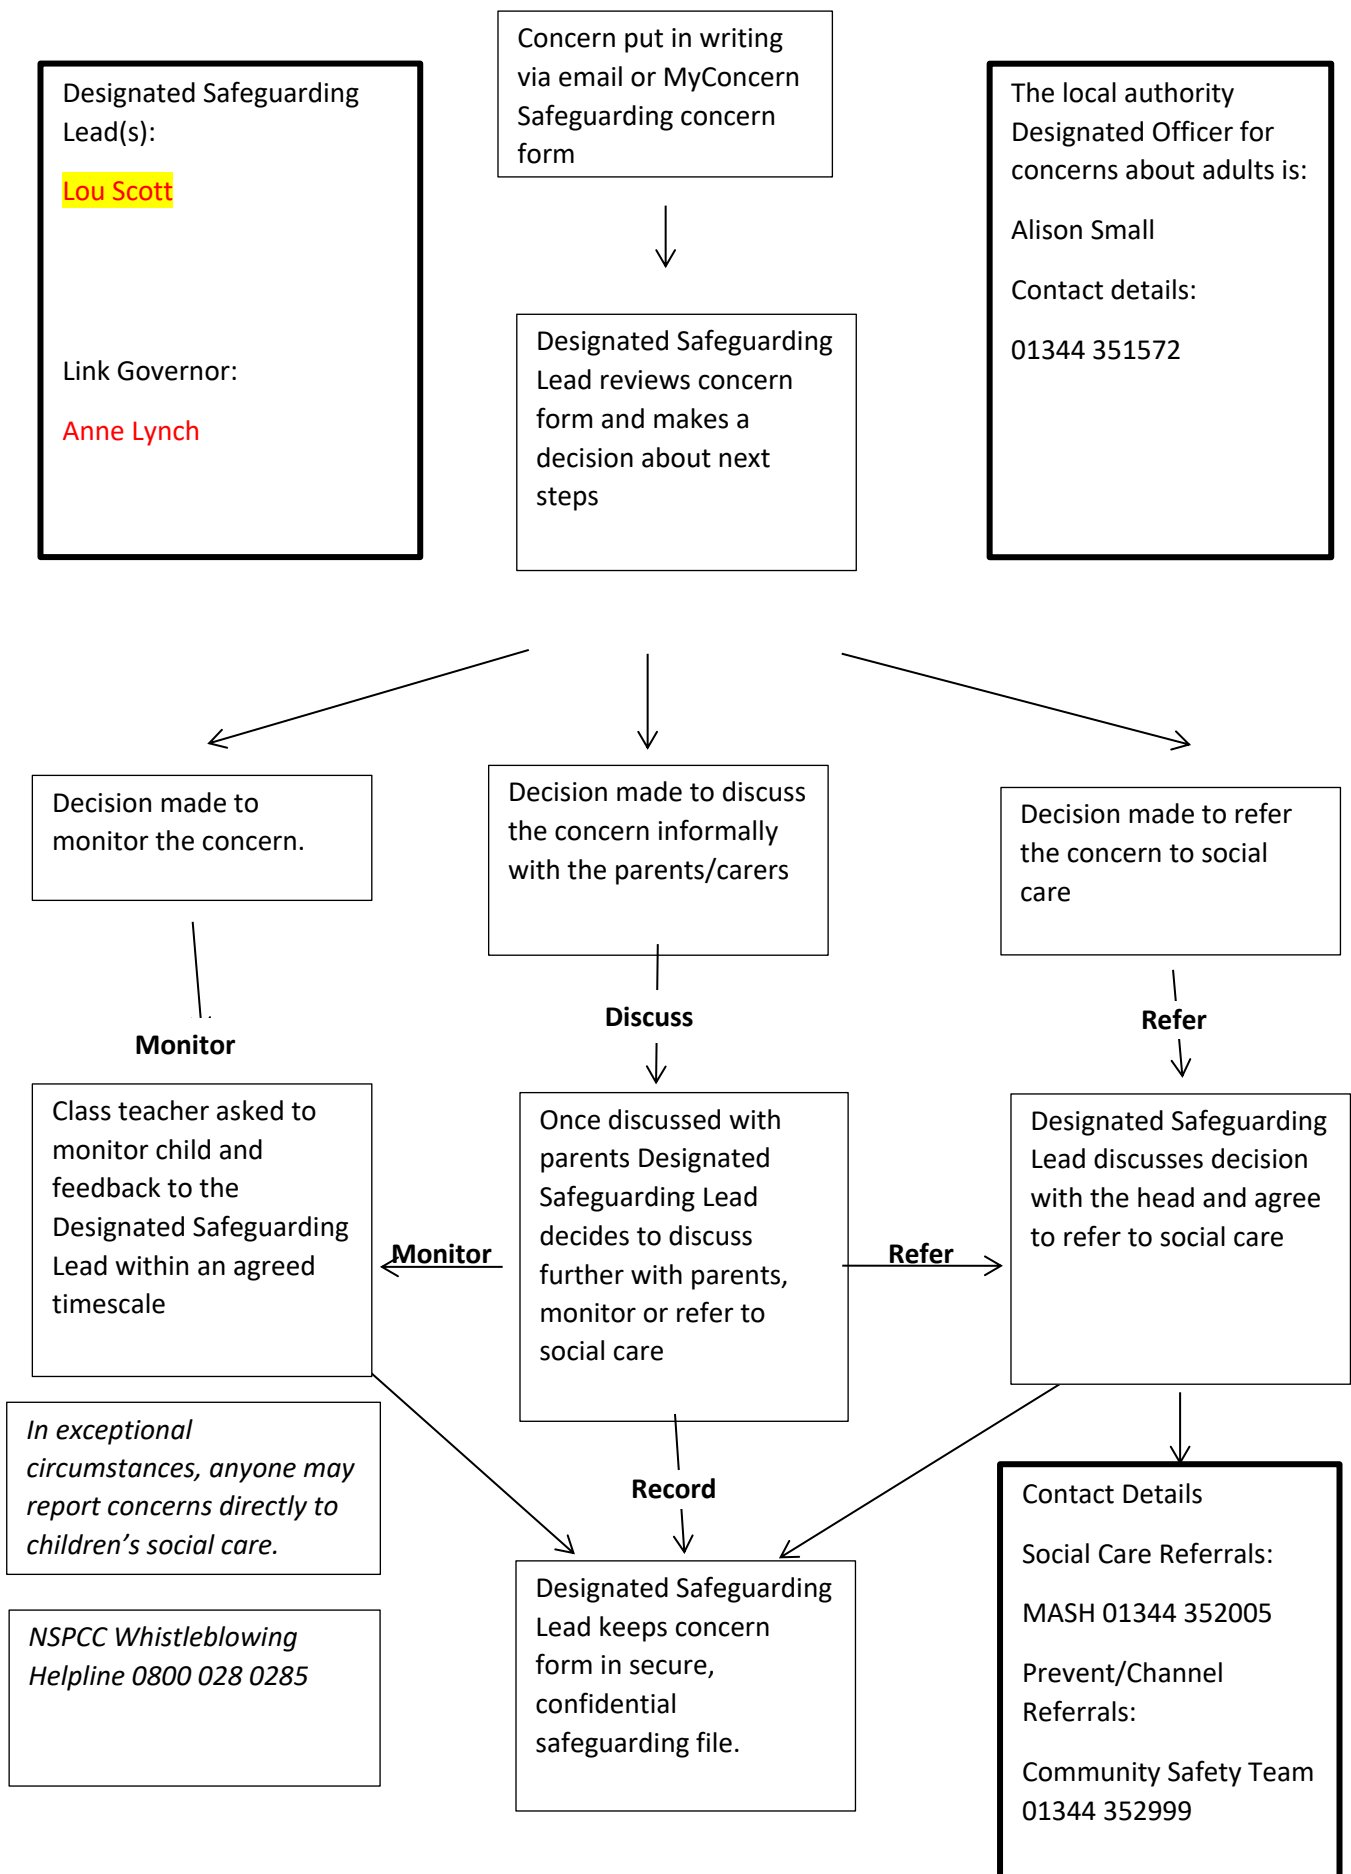 Concern put in writing
via email or MyConcern
Safeguarding concern
form
Designated Safeguarding
Lead(s):
Lou Scott
Link Governor:
Anne Lynch
The local authority
Designated Officer for
concerns about adults is:
Alison Small
Contact details:
01344 351572
Designated Safeguarding
Lead reviews concern
form and makes a
decision about next
steps
Decision made to
monitor the concern.
Decision made to discuss
the concern informally
with the parents/carers
Decision made to refer
the concern to social
care
Monitor
Discuss
Refer
Class teacher asked to
monitor child and
feedback to the
Designated Safeguarding
Lead within an agreed
timescale
Monitor
Once discussed with
parents Designated
Safeguarding Lead
decides to discuss
further with parents,
monitor or refer to
social care
Refer
Designated Safeguarding
Lead discusses decision
with the head and agree
to refer to social care
In exceptional
circumstances, anyone may
report concerns directly to
children’s social care.
Record
NSPCC Whistleblowing
Helpline 0800 028 0285
Designated Safeguarding
Lead keeps concern
form in secure,
confidential
safeguarding file.
Contact Details
Social Care Referrals:
MASH 01344 352005
Prevent/Channel
Referrals:
Community Safety Team
01344 352999